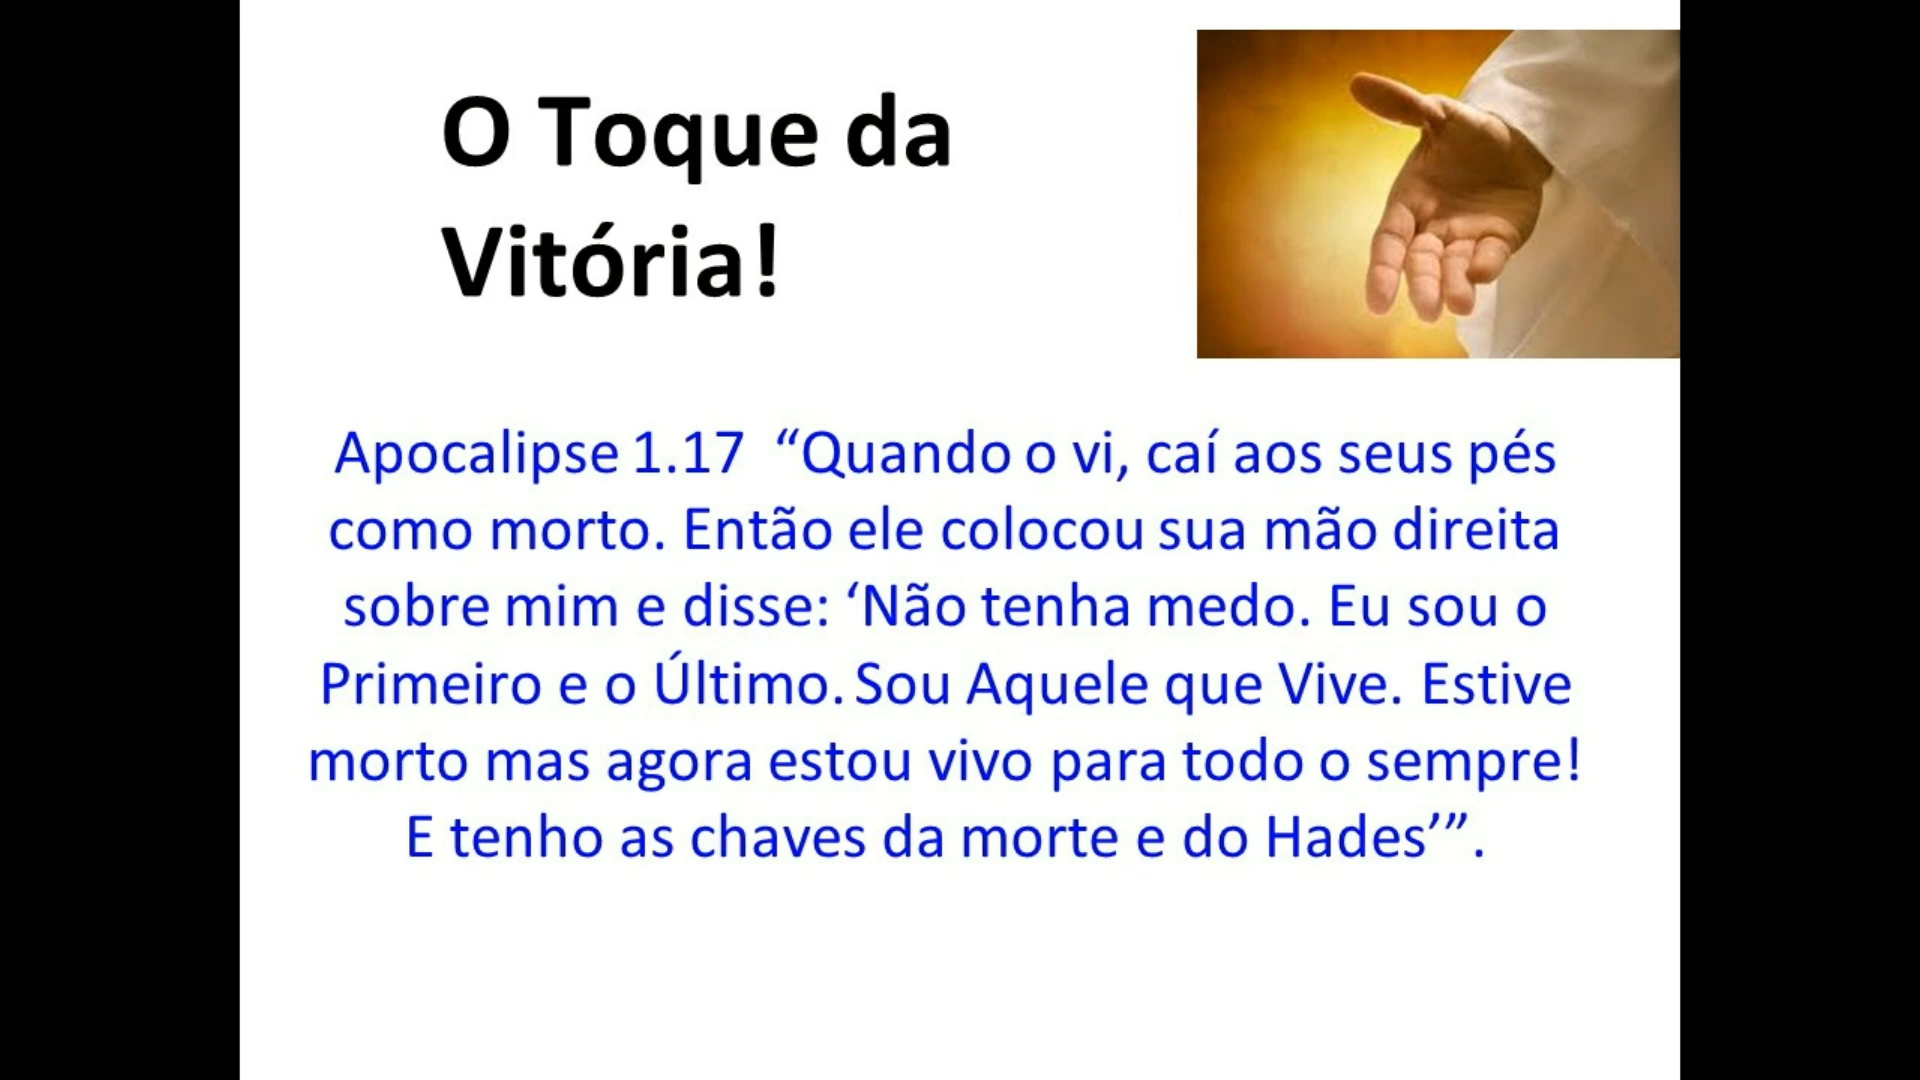 O Toque da
Vitória!
Apocalipse 1.17  “Quando o vi, caí aos seus pés
como morto. Então ele colocou sua mão direita
sobre mim e disse: ‘Não tenha medo. Eu sou o
Primeiro e o Último. Sou Aquele que Vive. Estive
morto mas agora estou vivo para todo o sempre!
E tenho as chaves da morte e do Hades’”.